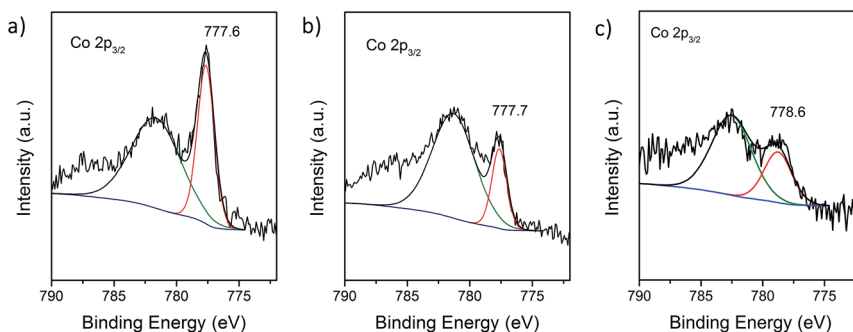 a)
Co 2p3/2
777.6
Intensity (a.u.)
790 785 780 775
Binding Energy (eV)
b)
Co 2p3/2
777.7
Intensity (a.u.)
790 785 780 775
Binding Energy (eV)
c)
Co 2p3/2
778.6
Intensity (a.u.)
790 785 780 775
Binding Energy (eV)